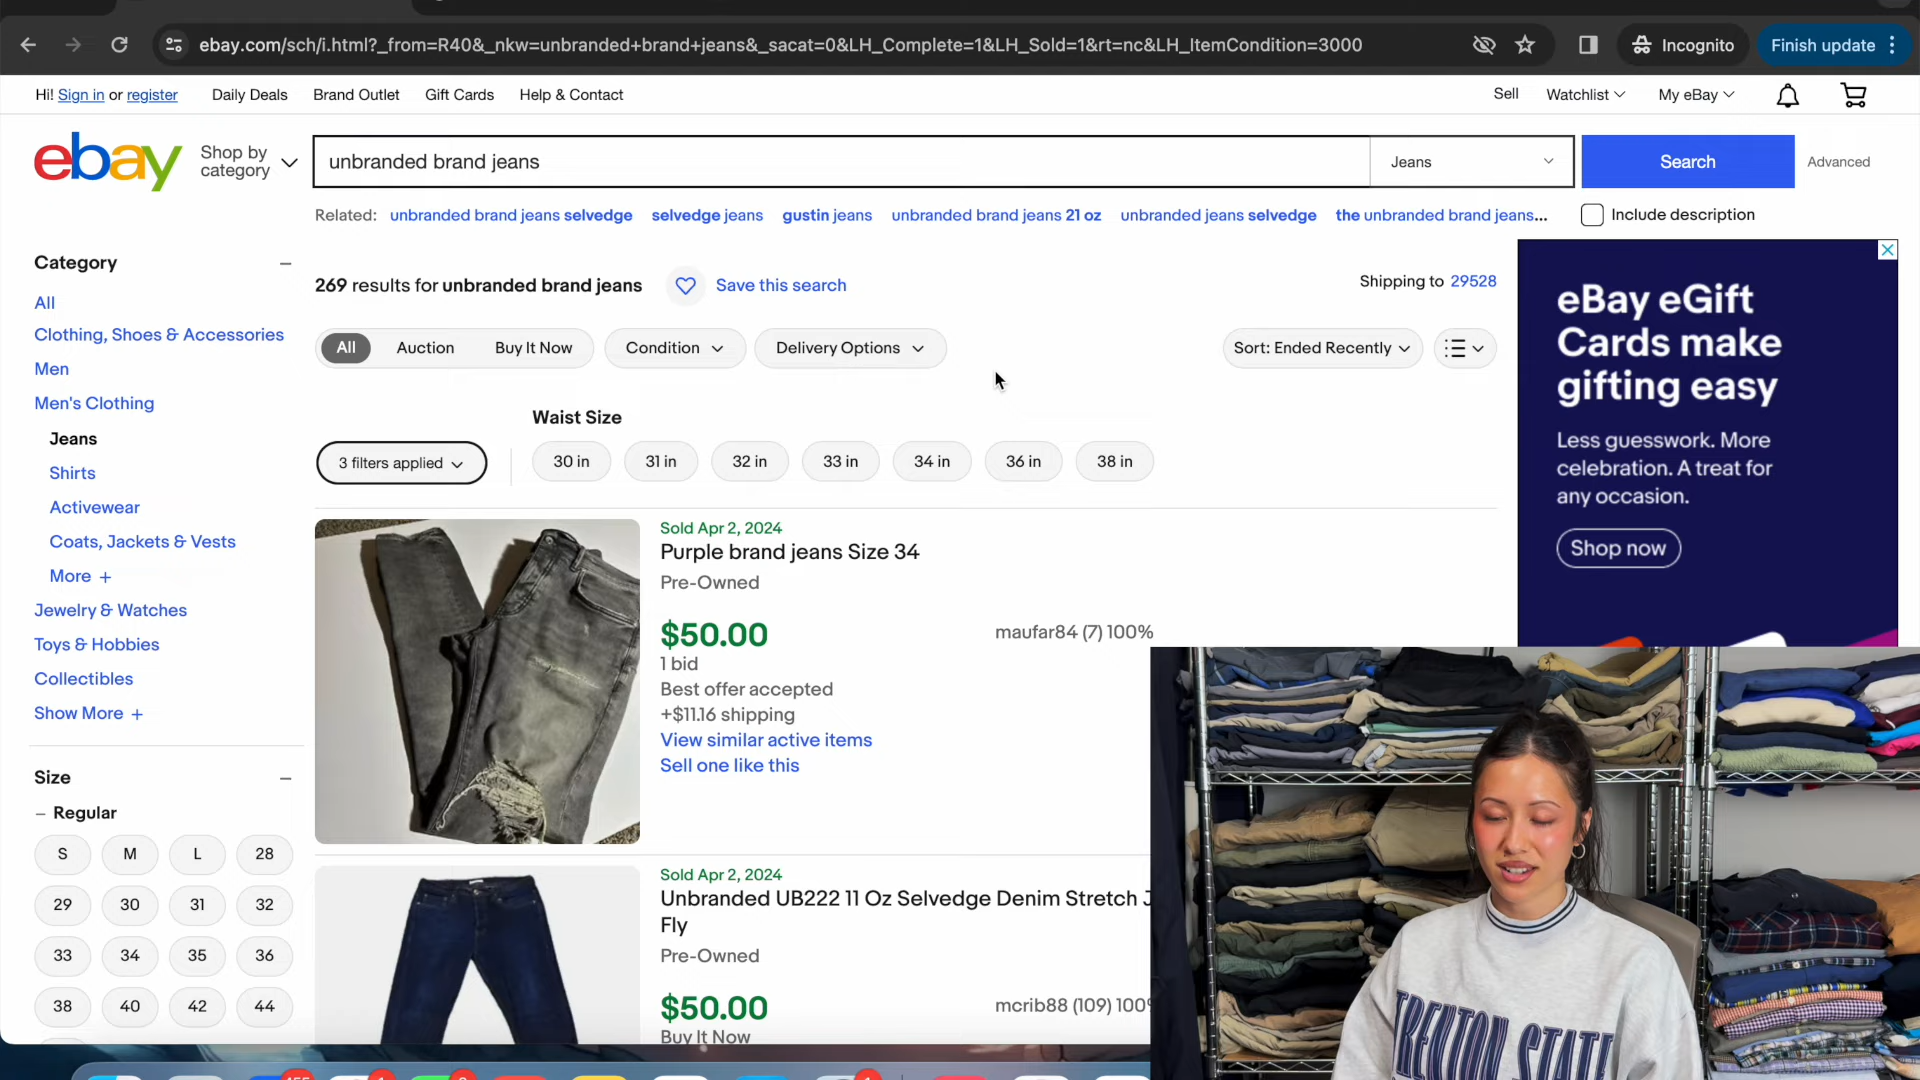 ebay.com/sch/i.html?_from=R40&_nkw=unbranded+brand+jeans&_sacat=0&LH_Complete=1&LH_Sold=1&rt=nc&LH_ItemCondition=3000
Incognito
Finish update
Hi! Sign in or register
Daily Deals
Brand Outlet
Gift Cards
Help & Contact
Sell
Watchlist
My eBay
ebay
Shop by category
unbranded brand jeans
Jeans
Search
Advanced
Related: unbranded brand jeans selvedge selvedge jeans gustin jeans unbranded brand jeans 21 oz unbranded jeans selvedge the unbranded brand jeans...
Include description
Category
All
Clothing, Shoes & Accessories
Men
Men's Clothing
Jeans
Shirts
Activewear
Coats, Jackets & Vests
More +
Jewelry & Watches
Toys & Hobbies
Collectibles
Show More +
Size
– Regular
S M L 28
29 30 31 32
33 34 35 36
38 40 42 44
269 results for unbranded brand jeans
Save this search
Shipping to 29528
All
Auction
Buy It Now
Condition
Delivery Options
Sort: Ended Recently
Waist Size
3 filters applied
30 in
31 in
32 in
33 in
34 in
36 in
38 in
Sold Apr 2, 2024
Purple brand jeans Size 34
Pre-Owned
$50.00
1 bid
Best offer accepted
+$11.16 shipping
View similar active items
Sell one like this
maufar84 (7) 100%
Sold Apr 2, 2024
Unbranded UB222 11 Oz Selvedge Denim Stretch J
Fly
Pre-Owned
$50.00
Buy It Now
mcrib88 (109) 100%
eBay eGift
Cards make
gifting easy
Less guesswork. More
celebration. A treat for
any occasion.
Shop now
TRENTON STATE